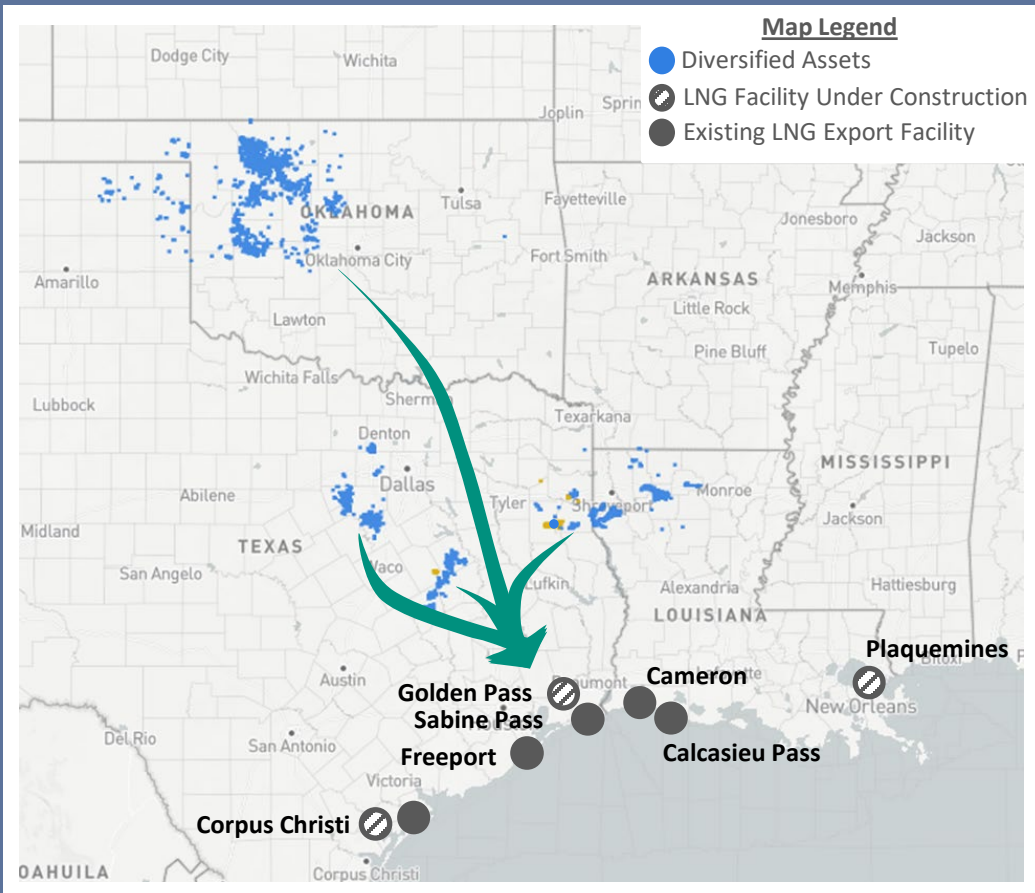 Map Legend
Diversified Assets
LNG Facility Under Construction
Existing LNG Export Facility
Dodge City
Wichita
Joplin
Sprin
OKLAHOMA
Tulsa
Fayetteville
Jonesboro
Jackson
Oklahoma City
Fort Smith
Amarillo
ARKANSAS
Memphis
Little Rock
Lawton
Pine Bluff
Tupelo
Wichita Falls
Lubbock
Sherm
Texarkana
Denton
Dallas
MISSISSIPPI
Abilene
Tyler
Shreveport
Monroe
Midland
Jackson
TEXAS
San Angelo
Waco
Lufkin
Alexandria
Hattiesburg
LOUISIANA
Plaquemines
Biloxi
Austin
Cameron
Lafayette
Golden Pass
Beaumont
New Orleans
Sabine Pass
Del Rio
San Antonio
Freeport
Calcasieu Pass
Victoria
Corpus Christi
OAHUILA
Corpus Christi